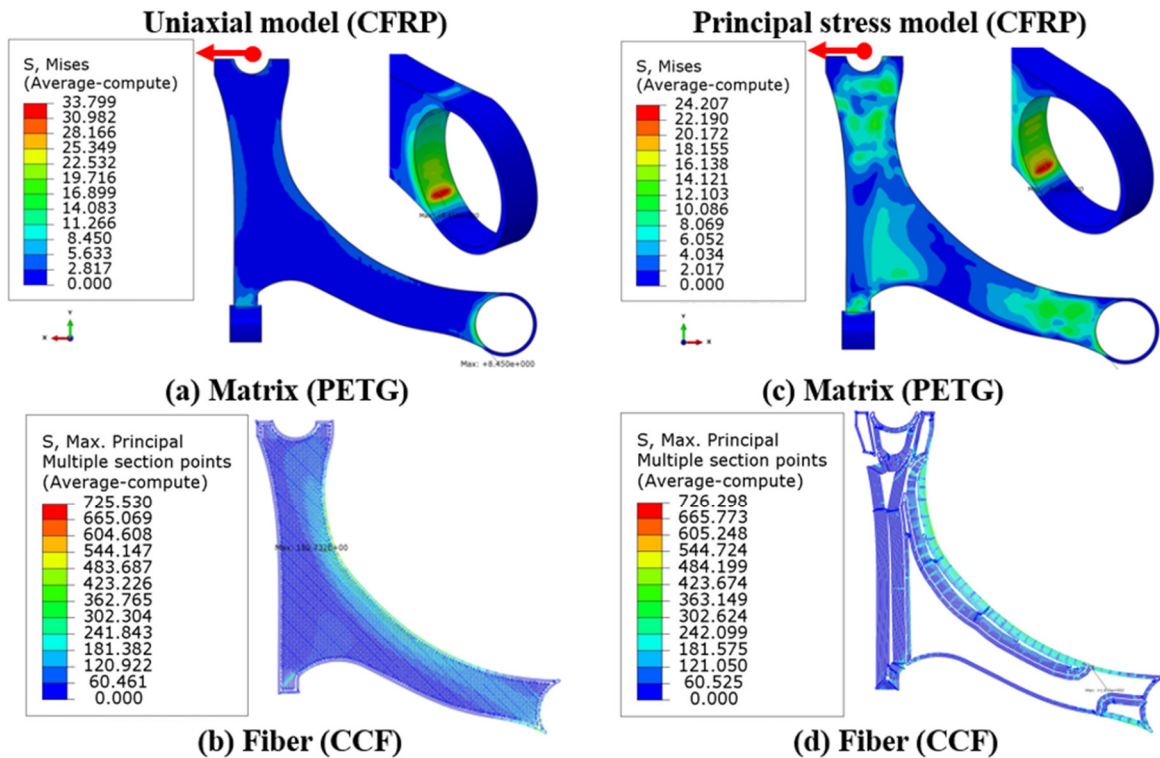 Uniaxial model (CFRP)
S, Mises
(Average-compute)
33.799
30.982
28.166
25.349
22.532
19.716
16.899
14.083
11.266
8.450
5.633
2.817
0.000
Y
X
Max: +8.450e+000
(a) Matrix (PETG)
Principal stress model (CFRP)
S, Mises
(Average-compute)
24.207
22.190
20.172
18.155
16.138
14.121
12.103
10.086
8.069
6.052
4.034
2.017
0.000
Y
X
(c) Matrix (PETG)
S, Max. Principal
Multiple section points
(Average-compute)
725.530
665.069
604.608
544.147
483.687
423.226
362.765
302.304
241.843
181.382
120.922
60.461
0.000
(b) Fiber (CCF)
S, Max. Principal
Multiple section points
(Average-compute)
726.298
665.773
605.248
544.724
484.199
423.674
363.149
302.624
242.099
181.575
121.050
60.525
0.000
(d) Fiber (CCF)